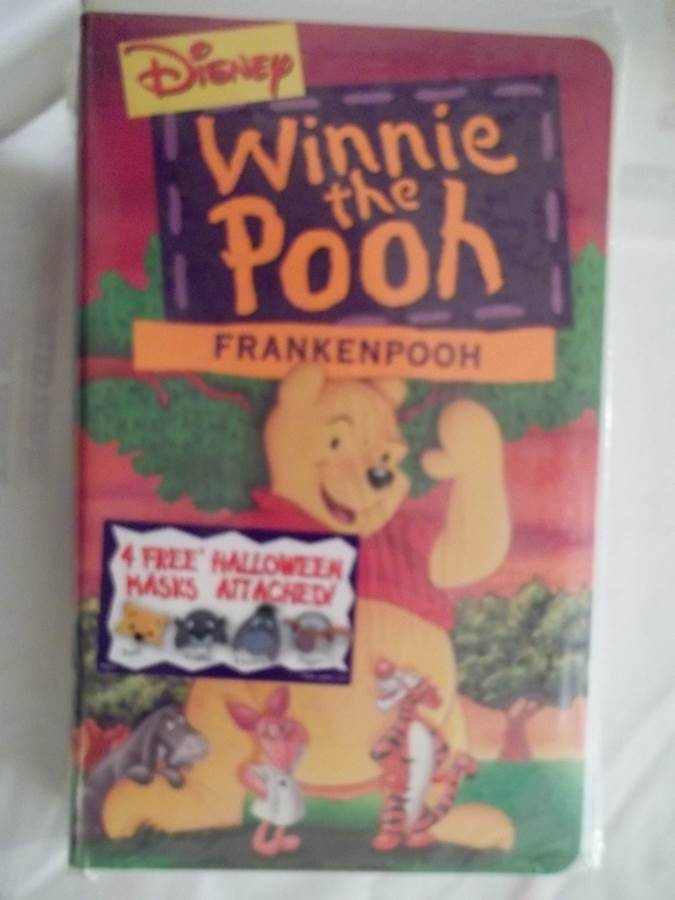 DISNEY
Winnie
the
Pooh
FRANKENPOOH
4 FREE* HALLOWEEN
MASKS ATTACHED!